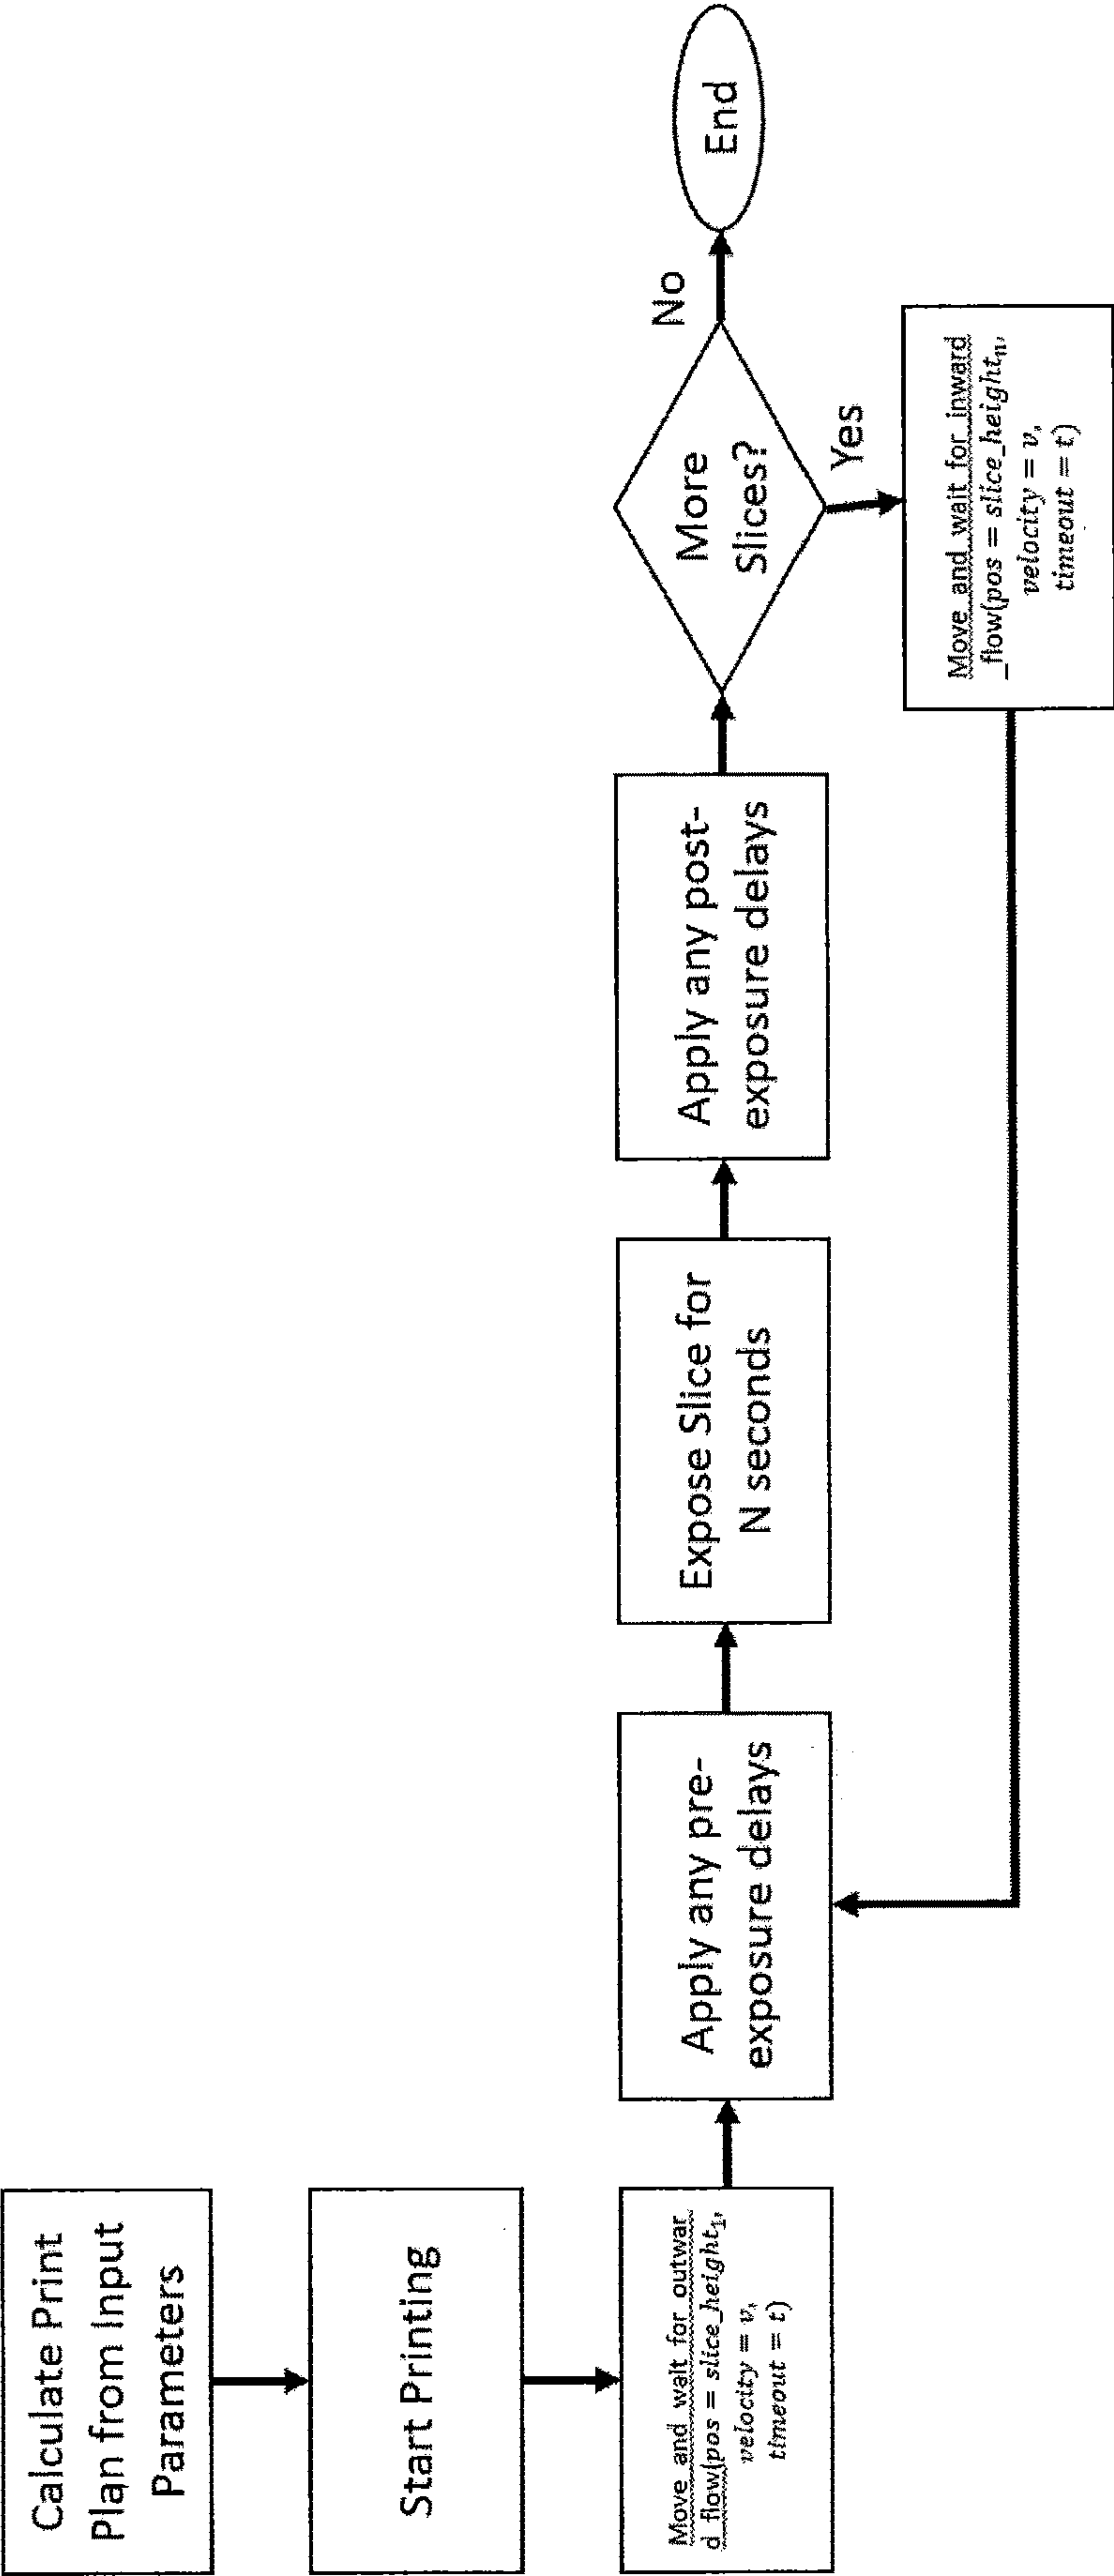 Calculate Print
Plan from Input
Parameters
Start Printing
Move_and_wait_for_outwar
d_flow(pos = slice_height₁,
velocity = v,
timeout = t)
Apply any pre-
exposure delays
Expose Slice for
N seconds
Apply any post-
exposure delays
More
Slices?
No
End
Yes
Move_and_wait_for_inward
_flow(pos = slice_heightₙ,
velocity = v,
timeout = t)